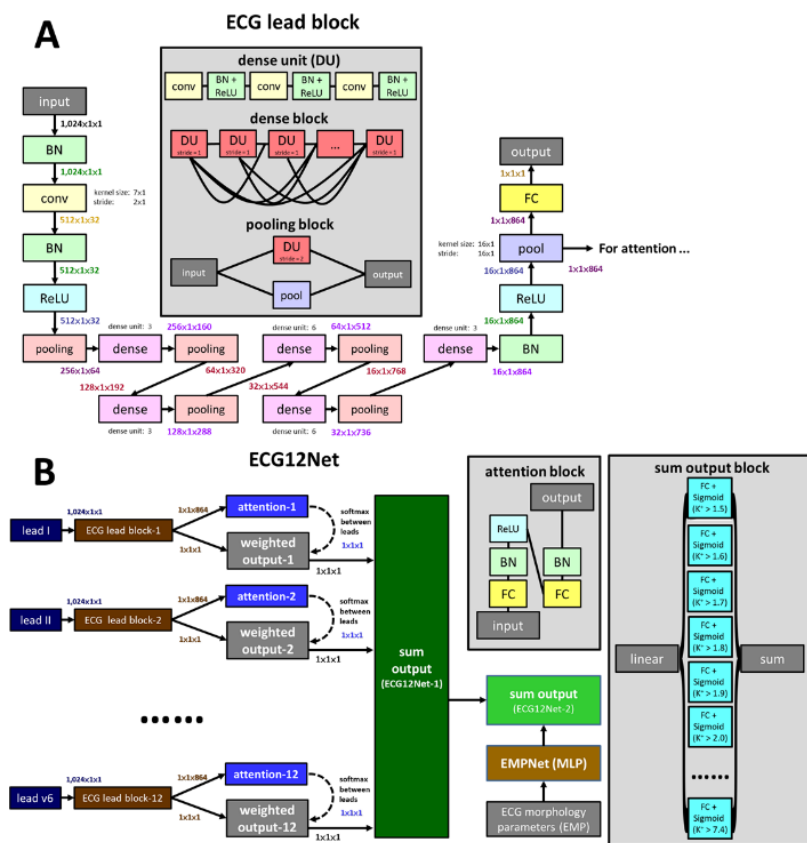 A
ECG lead block
input
1,024x1x1
BN
1,024x1x1
conv
kernel size: 7x1
stride: 2x1
512x1x32
BN
512x1x32
ReLU
512x1x32
pooling
256x1x64
dense unit (DU)
conv
BN +
ReLU
conv
BN +
ReLU
conv
BN +
ReLU
dense block
DU
stride = 1
DU
stride = 1
DU
stride = 1
...
DU
stride = 1
pooling block
input
DU
stride = 2
pool
output
dense unit: 3
dense
256x1x160
pooling
128x1x192
dense
dense unit: 3
128x1x288
pooling
64x1x320
dense unit: 6
dense
64x1x512
pooling
32x1x544
dense
dense unit: 6
32x1x736
pooling
16x1x768
dense unit: 3
dense
16x1x864
BN
16x1x864
ReLU
16x1x864
kernel size: 16x1
stride: 16x1
pool
For attention ...
1x1x864
1x1x864
FC
1x1x1
output
B
ECG12Net
lead I
1,024x1x1
ECG lead block-1
1x1x864
1x1x1
attention-1
weighted
output-1
softmax
between
leads
1x1x1
1x1x1
lead II
1,024x1x1
ECG lead block-2
1x1x864
1x1x1
attention-2
weighted
output-2
softmax
between
leads
1x1x1
1x1x1
......
lead v6
1,024x1x1
ECG lead block-12
1x1x864
1x1x1
attention-12
weighted
output-12
softmax
between
leads
1x1x1
1x1x1
sum
output
(ECG12Net-1)
attention block
output
ReLU
BN
BN
FC
FC
input
sum output
(ECG12Net-2)
EMPNet (MLP)
ECG morphology
parameters (EMP)
sum output block
linear
FC +
Sigmoid
(K⁺ > 1.5)
FC +
Sigmoid
(K⁺ > 1.6)
FC +
Sigmoid
(K⁺ > 1.7)
FC +
Sigmoid
(K⁺ > 1.8)
FC +
Sigmoid
(K⁺ > 1.9)
FC +
Sigmoid
(K⁺ > 2.0)
......
FC +
Sigmoid
(K⁺ > 7.4)
sum